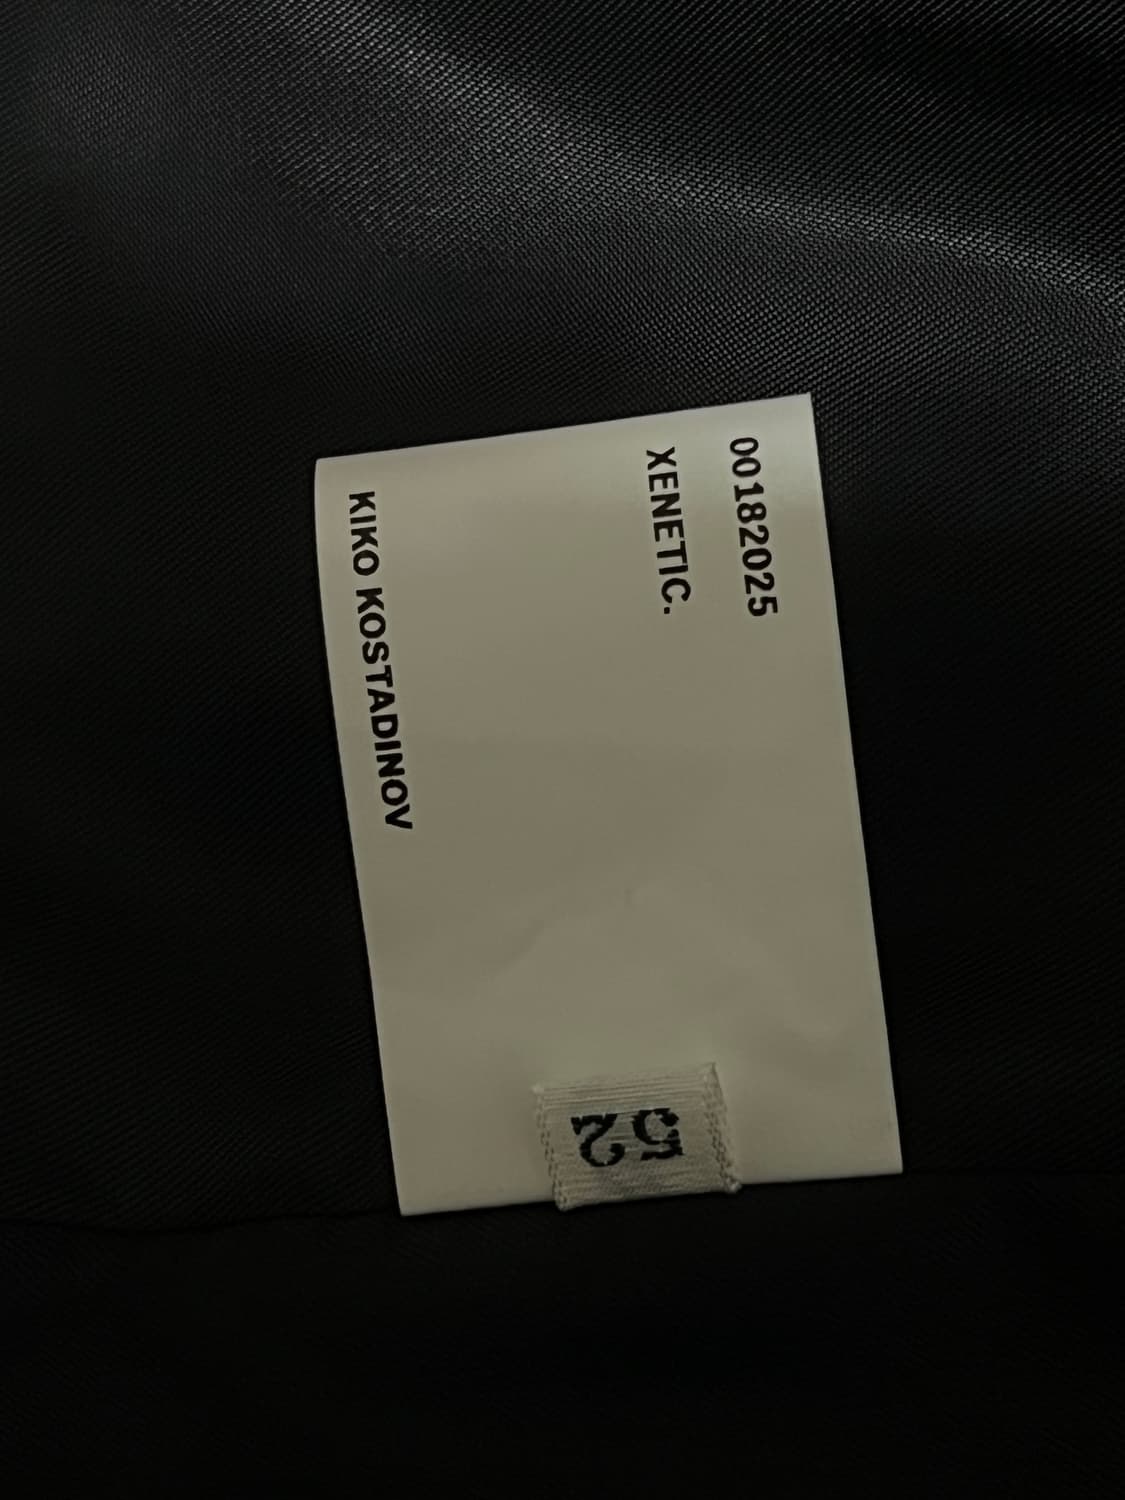 00182025
XENETIC.
KIKO KOSTADINOV
52